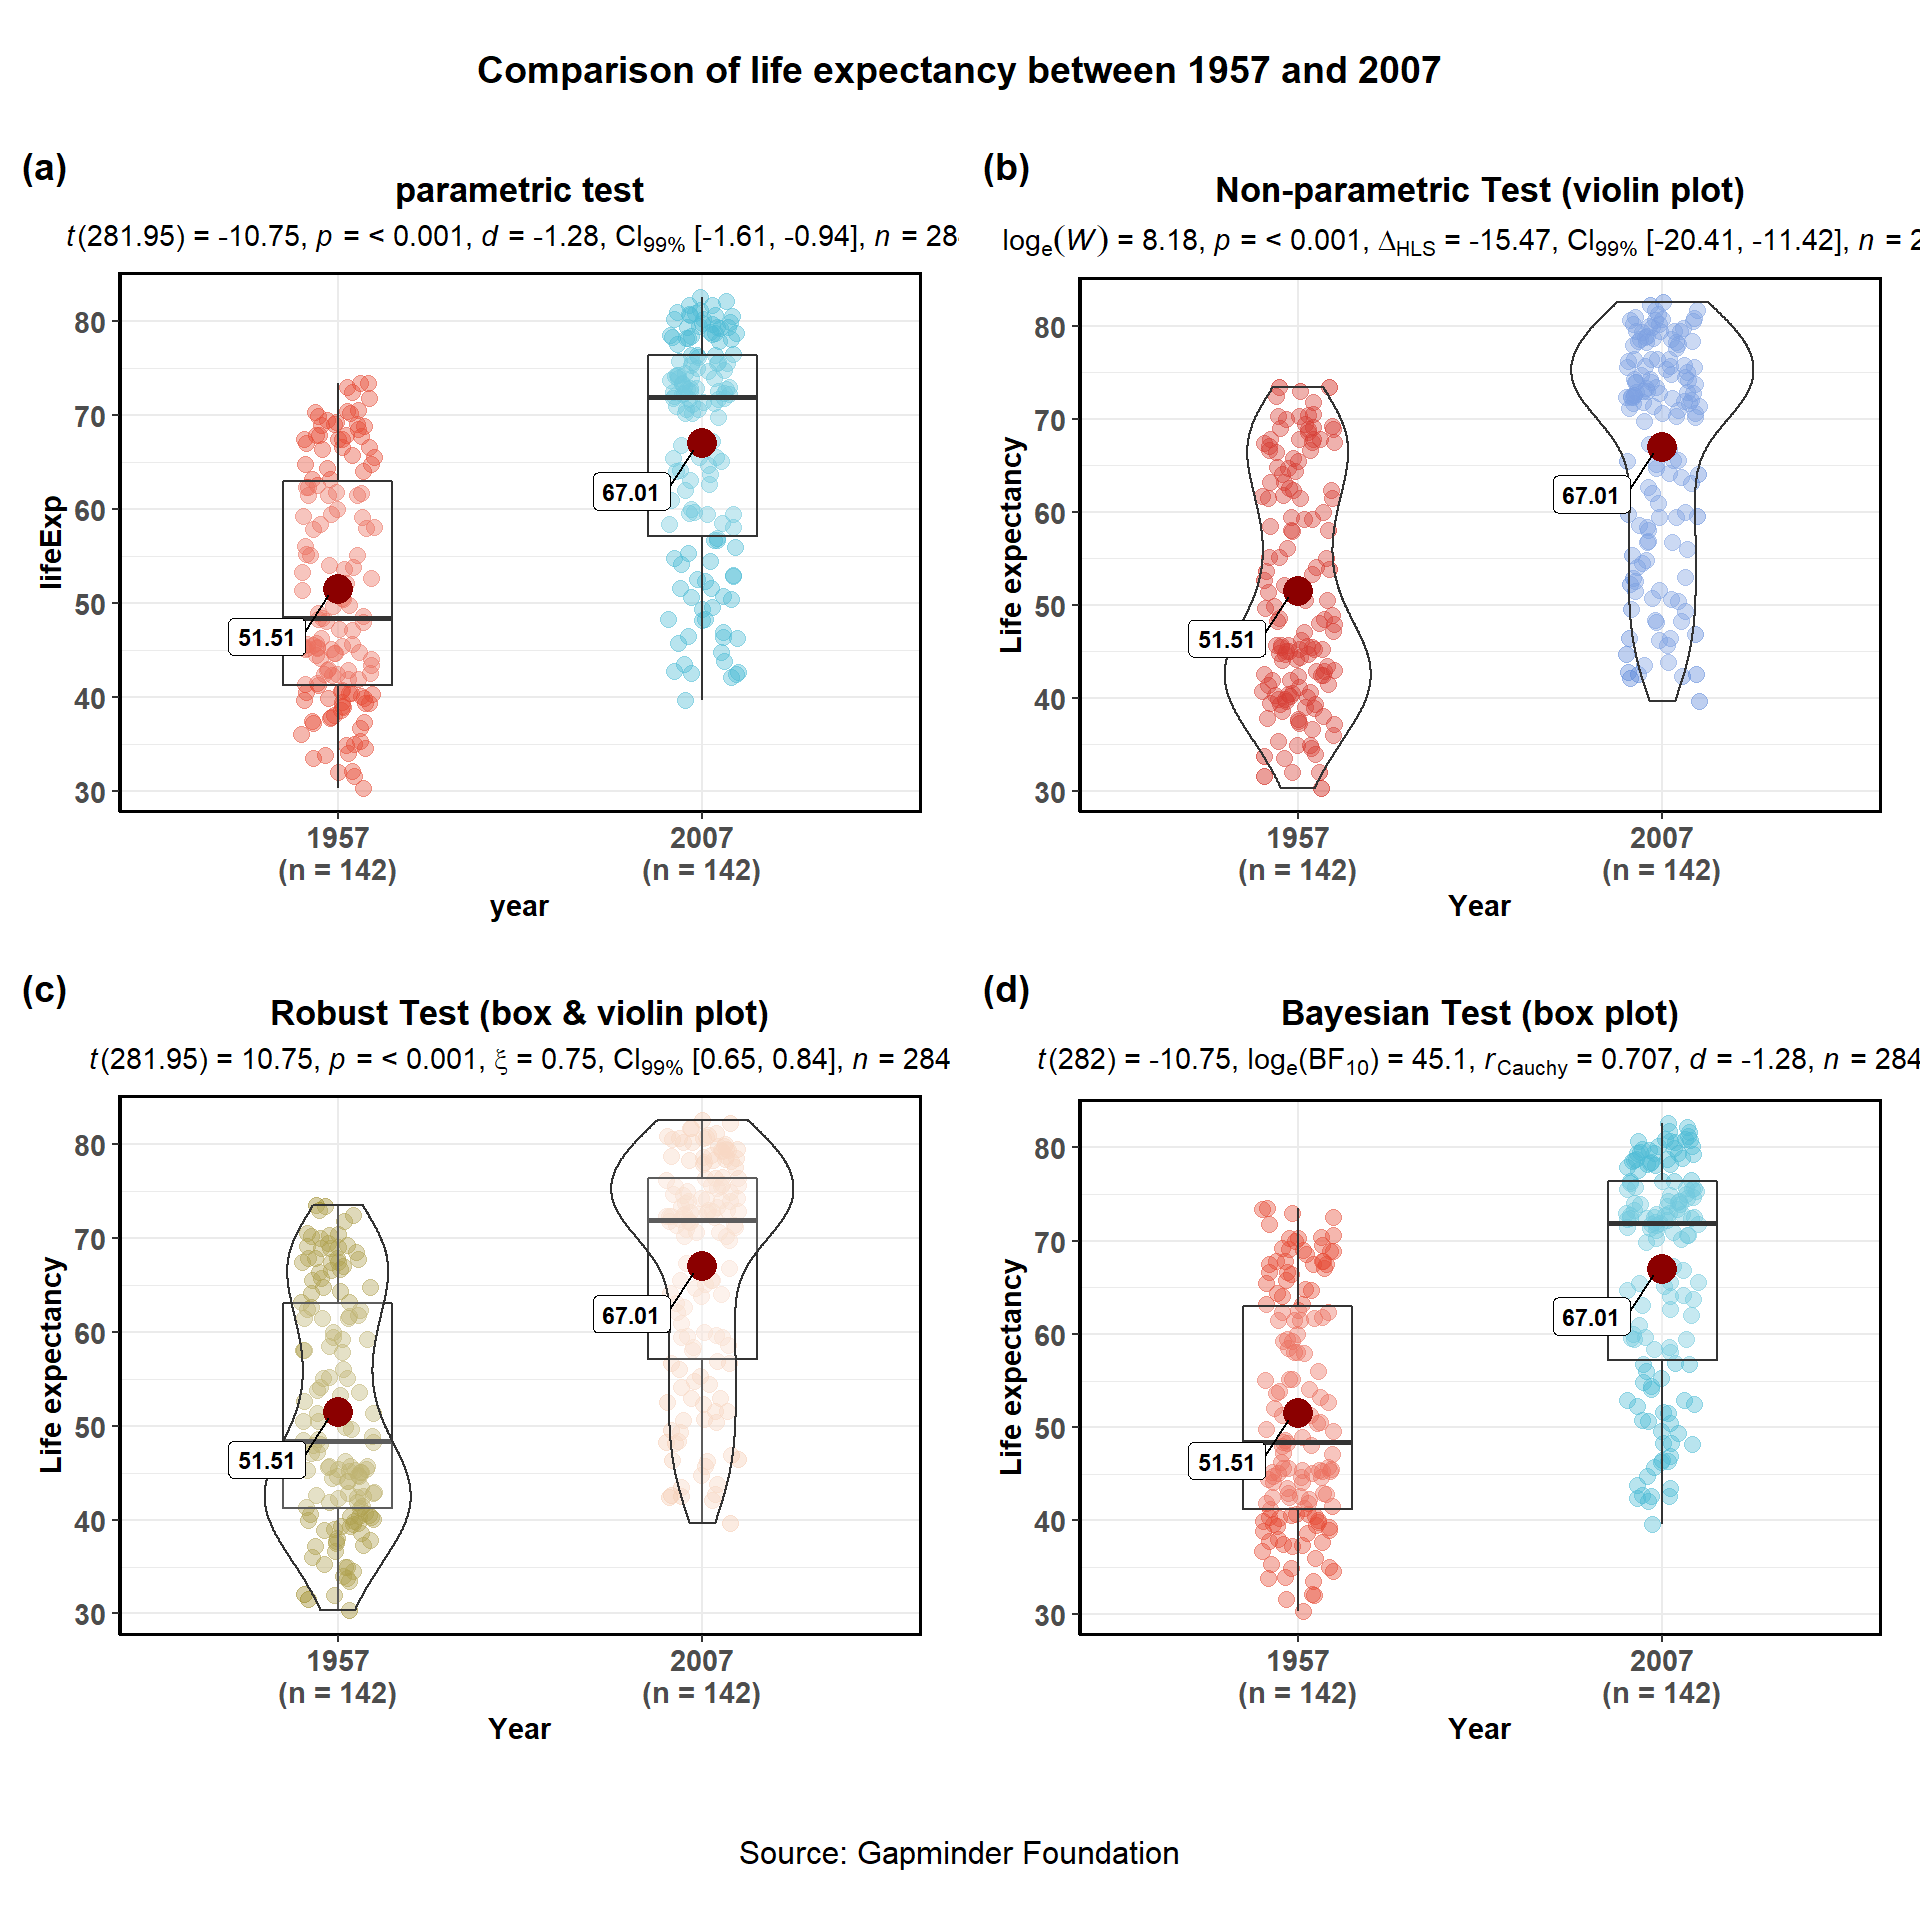 Comparison of life expectancy between 1957 and 2007
(a)
parametric test
t(281.95) = -10.75, p = < 0.001, d = -1.28, CI99% [-1.61, -0.94], n = 28
lifeExp
80
70
60
50
40
30
51.51
67.01
1957
(n = 142)
2007
(n = 142)
year
(b)
Non-parametric Test (violin plot)
loge(W) = 8.18, p = < 0.001, ΔHLS = -15.47, CI99% [-20.41, -11.42], n = 2
Life expectancy
80
70
60
50
40
30
51.51
67.01
1957
(n = 142)
2007
(n = 142)
Year
(c)
Robust Test (box & violin plot)
t(281.95) = 10.75, p = < 0.001, ξ = 0.75, CI99% [0.65, 0.84], n = 284
Life expectancy
80
70
60
50
40
30
51.51
67.01
1957
(n = 142)
2007
(n = 142)
Year
(d)
Bayesian Test (box plot)
t(282) = -10.75, loge(BF10) = 45.1, rCauchy = 0.707, d = -1.28, n = 284
Life expectancy
80
70
60
50
40
30
51.51
67.01
1957
(n = 142)
2007
(n = 142)
Year
Source: Gapminder Foundation